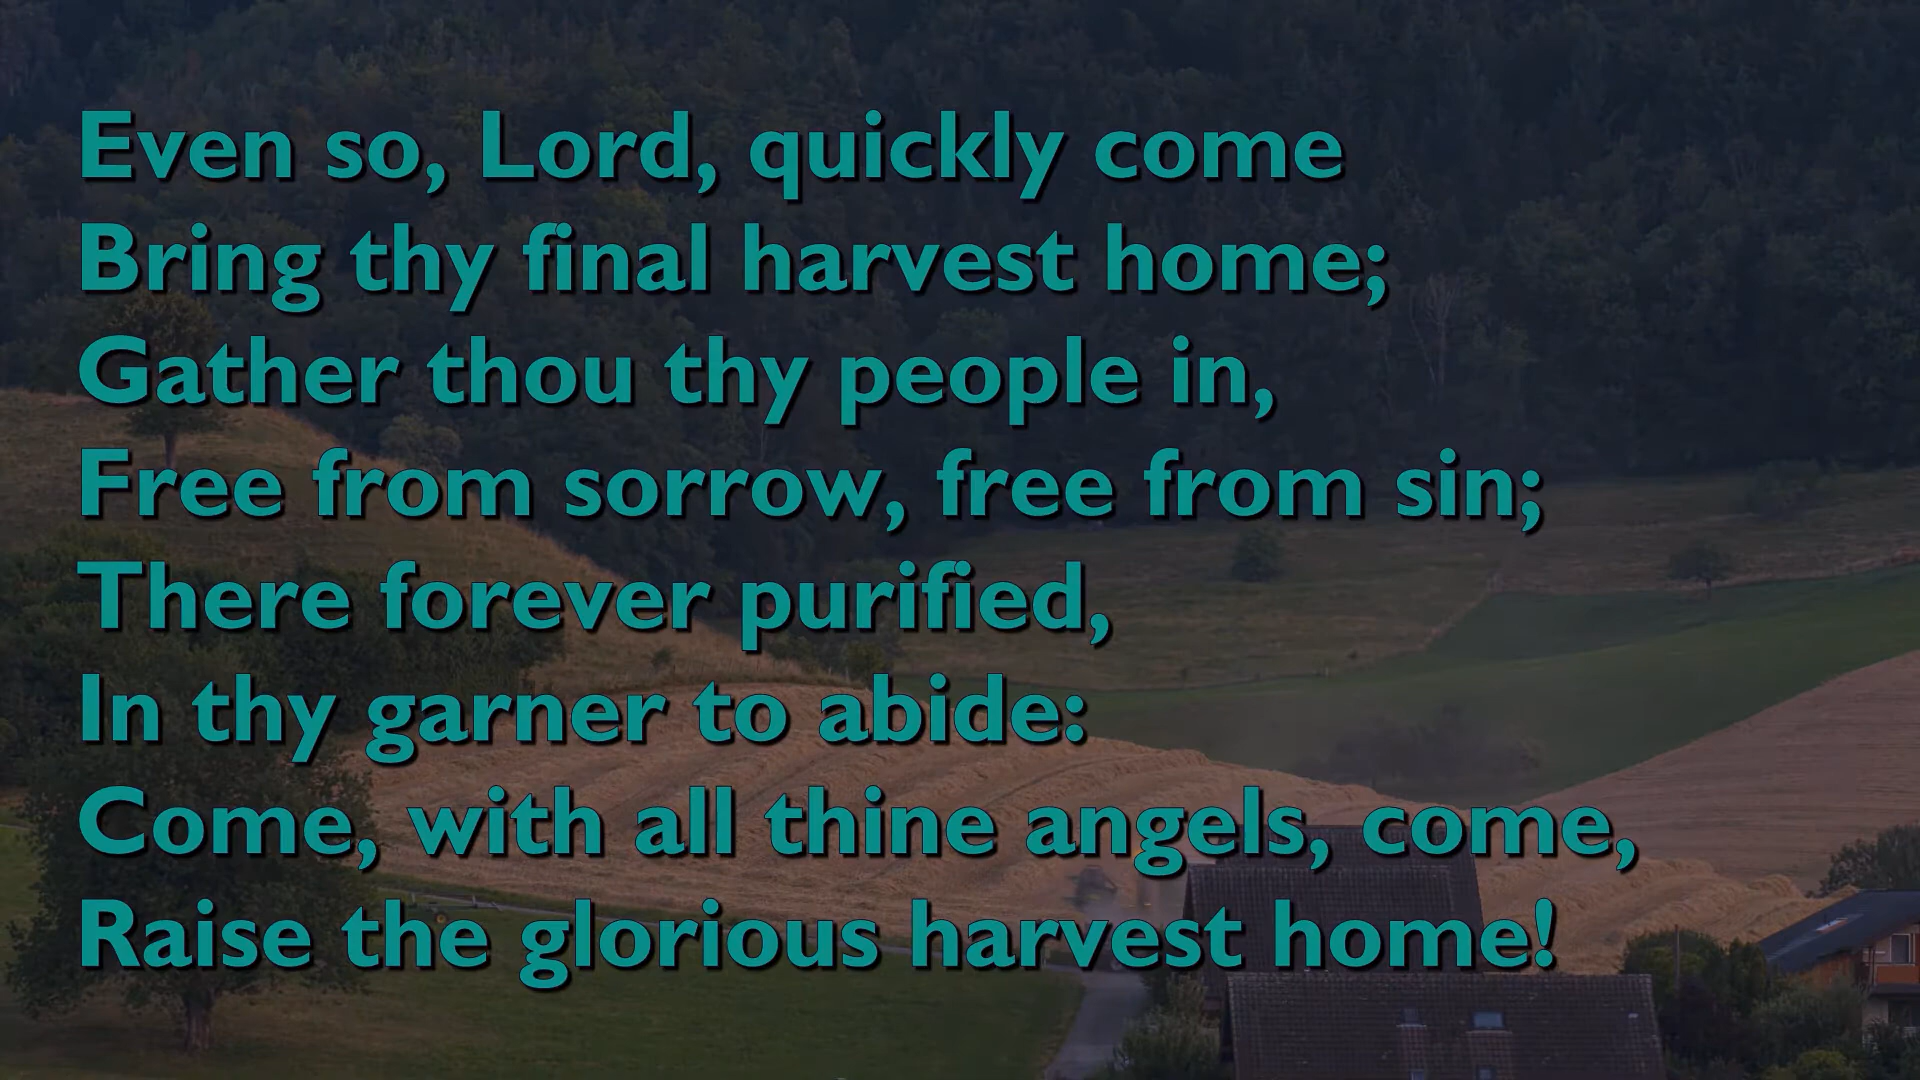 Even so, Lord, quickly come
Bring thy final harvest home;
Gather thou thy people in,
Free from sorrow, free from sin;
There forever purified,
In thy garner to abide:
Come, with all thine angels, come,
Raise the glorious harvest home!